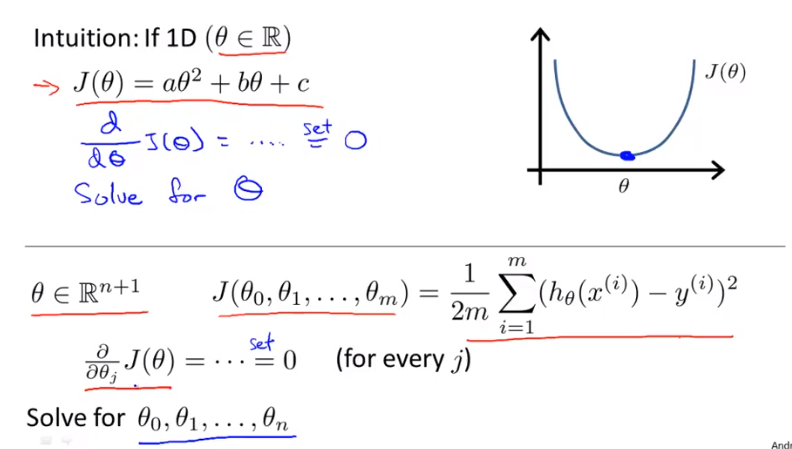 Intuition: If 1D (θ ∈ ℝ)
→ J(θ) = aθ² + bθ + c
d/dθ J(θ) = .... set = 0
Solve for θ
J(θ)
θ
θ ∈ ℝⁿ⁺¹ J(θ₀, θ₁, . . . , θₘ) = 1/2m ∑ᵢ₌₁ᵐ (h_θ(x⁽ⁱ⁾) − y⁽ⁱ⁾)²
∂/∂θⱼ J(θ) = · · · set = 0 (for every j)
Solve for θ₀, θ₁, . . . , θₙ
Andr